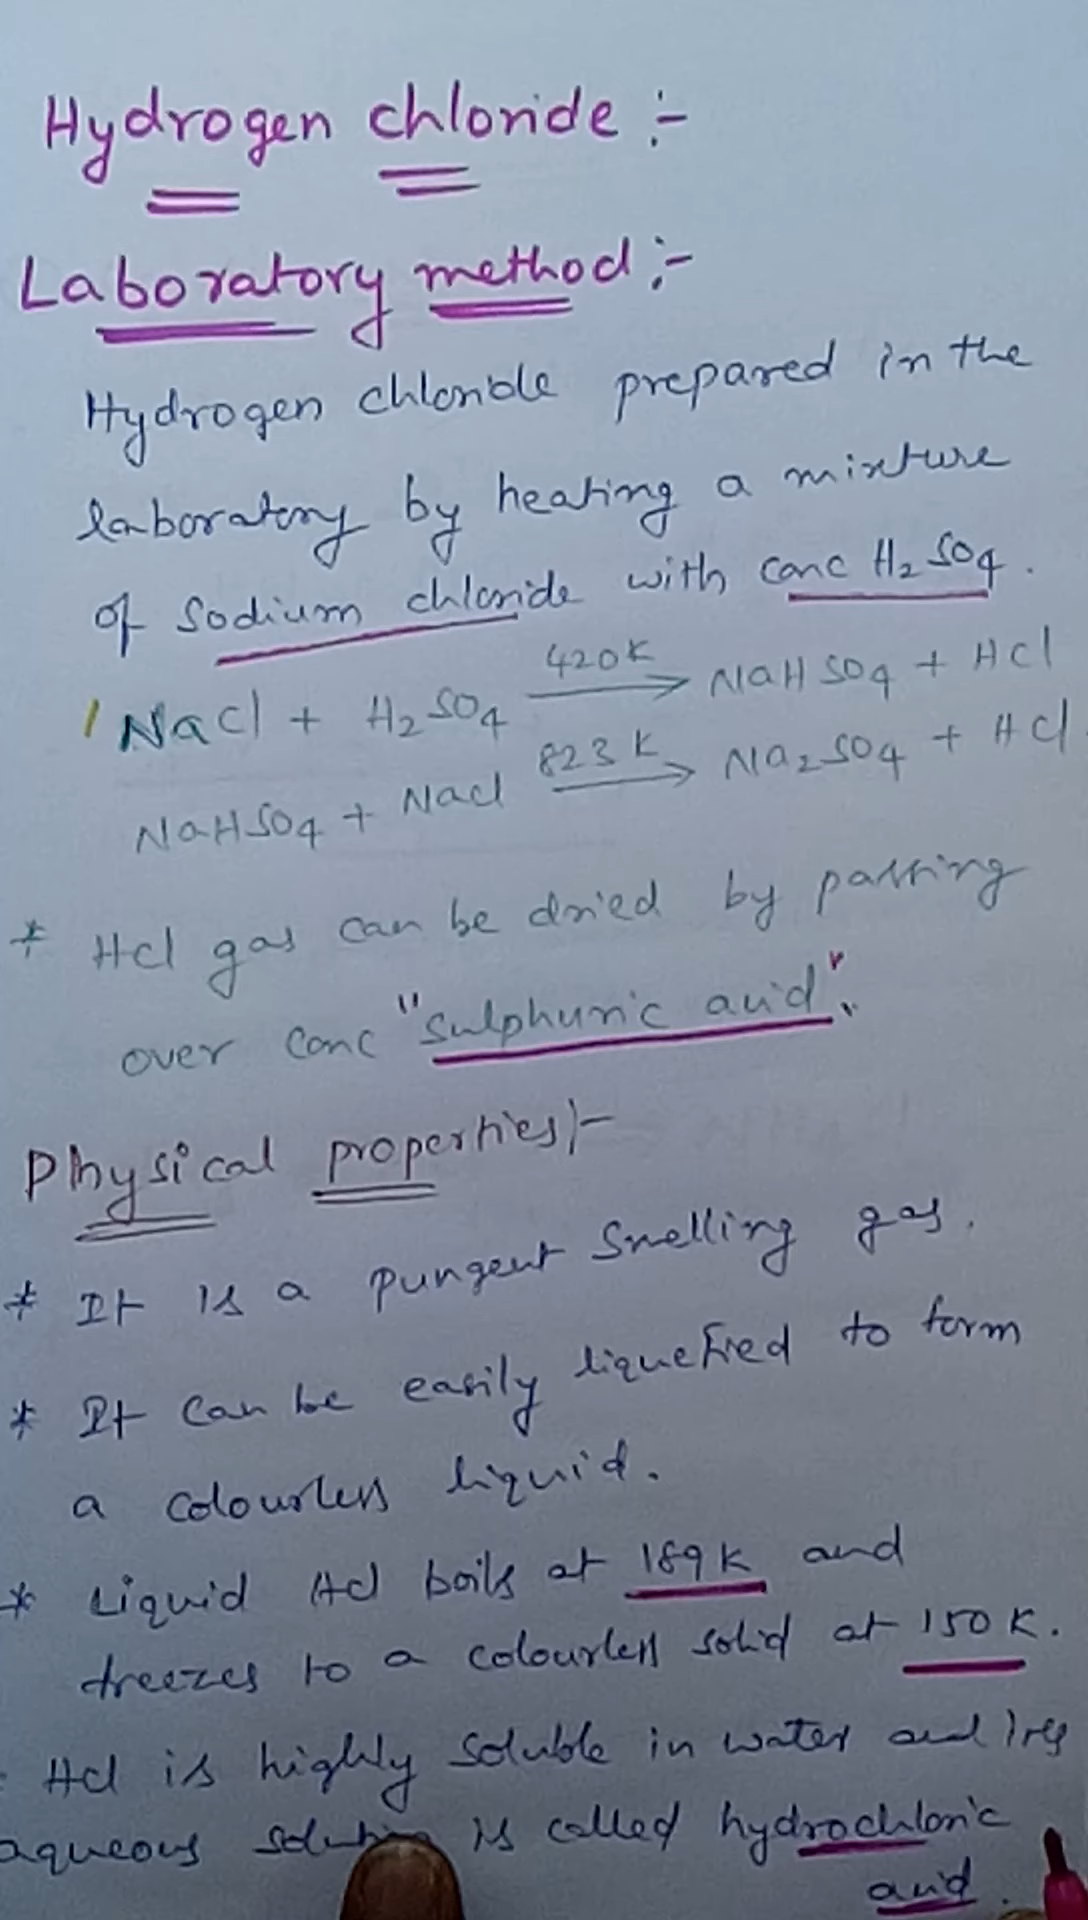 Hydrogen chloride :-
Laboratory method :-
Hydrogen chloride prepared in the
laboratory by heating a mixture
of Sodium chloride with conc H₂SO₄.
NaCl + H₂SO₄ 420K → NaHSO₄ + HCl
NaHSO₄ + NaCl 823 K → Na₂SO₄ + HCl
* HCl gas can be dried by passing
over conc "Sulphuric acid".
Physical properties :-
* It is a pungent smelling gas.
* It can be easily liquefied to form
a colourless liquid.
* Liquid HCl boils at 189K and
freezes to a colourless solid at 150K.
HCl is highly soluble in water and its
aqueous solution is called hydrochloric
acid.